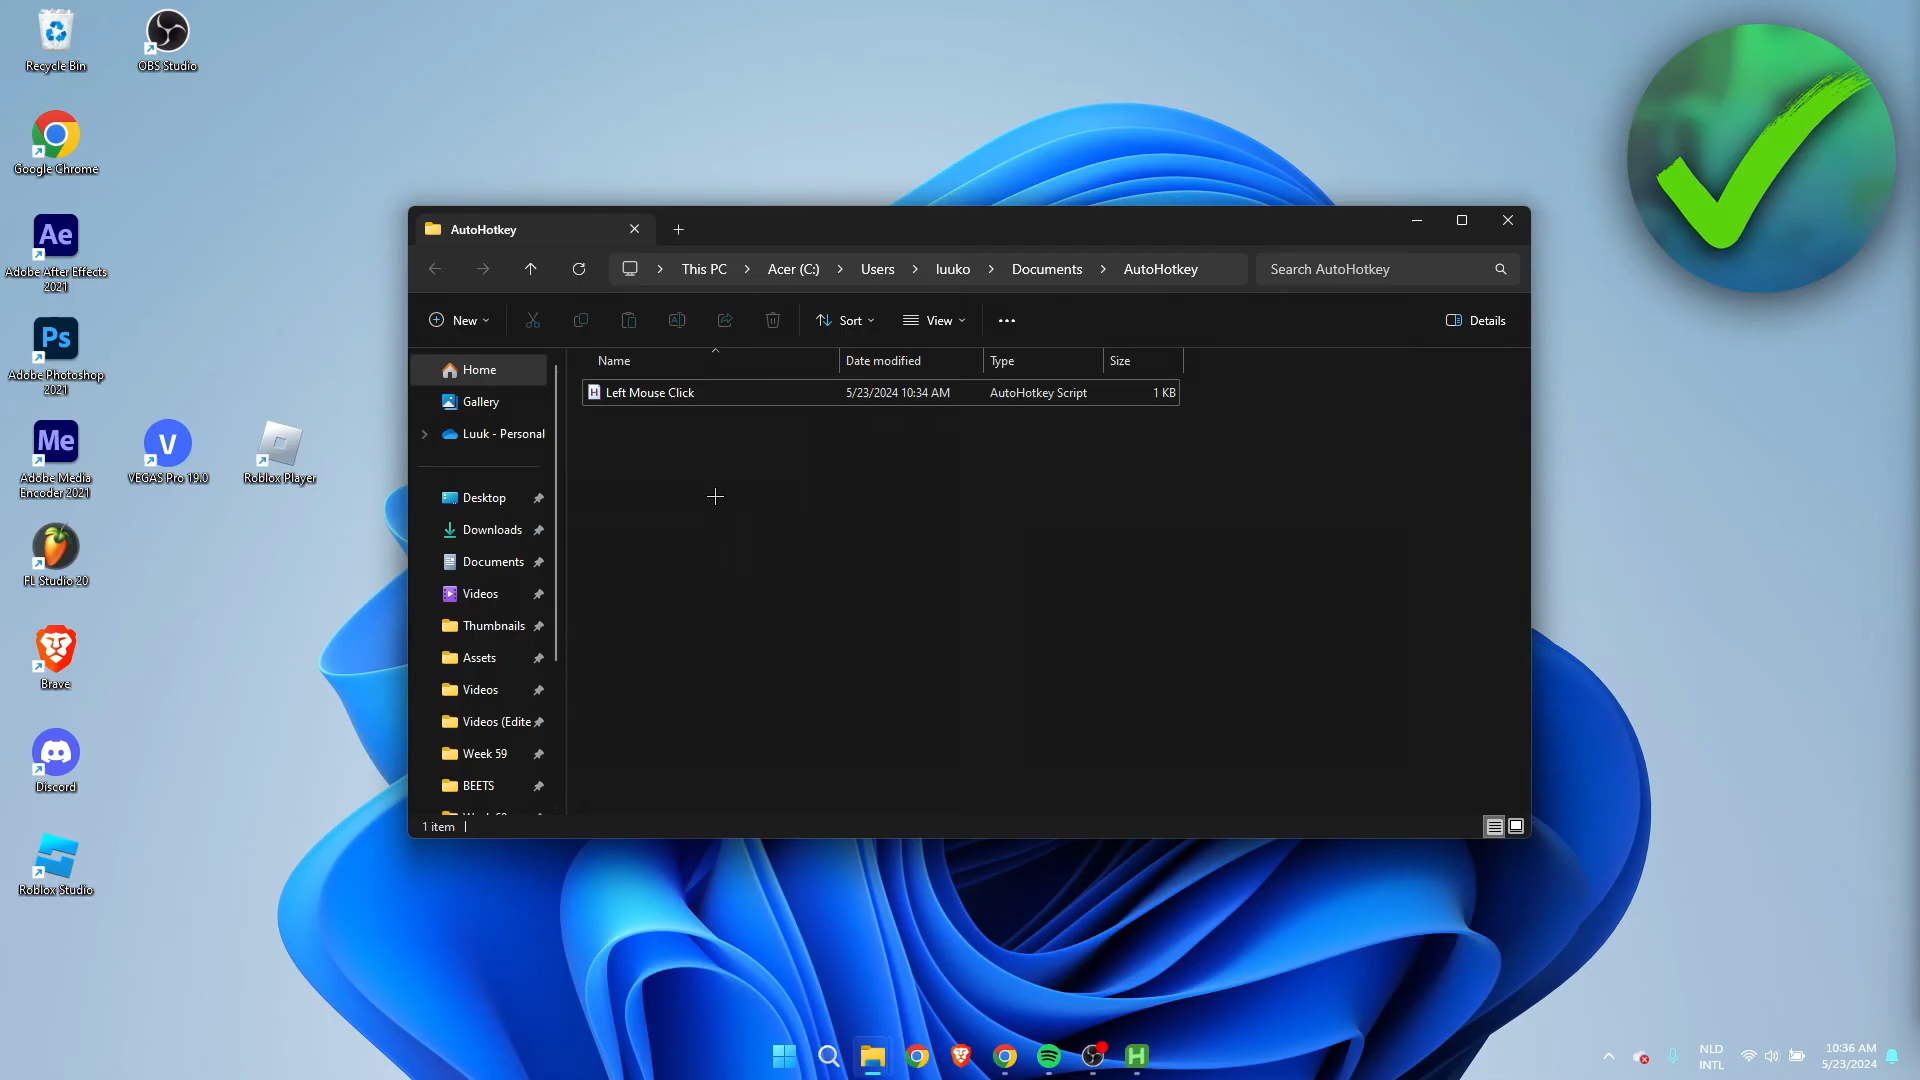 Recycle Bin
OBS Studio
Google Chrome
Ae
Adobe After Effects
2021
Ps
Adobe Photoshop
2021
Me
Adobe Media
Encoder 2021
V
VEGAS Pro 19.0
Roblox Player
FL Studio 20
Brave
Discord
Roblox Studio
AutoHotkey
This PC > Acer (C:) > Users > luuko > Documents > AutoHotkey
Search AutoHotkey
New
Sort
View
Details
Name
Date modified
Type
Size
H
Left Mouse Click
5/23/2024 10:34 AM
AutoHotkey Script
1 KB
Home
Gallery
Luuk - Personal
Desktop
Downloads
Documents
Videos
Thumbnails
Assets
Videos
Videos (Edite
Week 59
BEETS
1 item
H
NLD
INTL
10:36 AM
5/23/2024